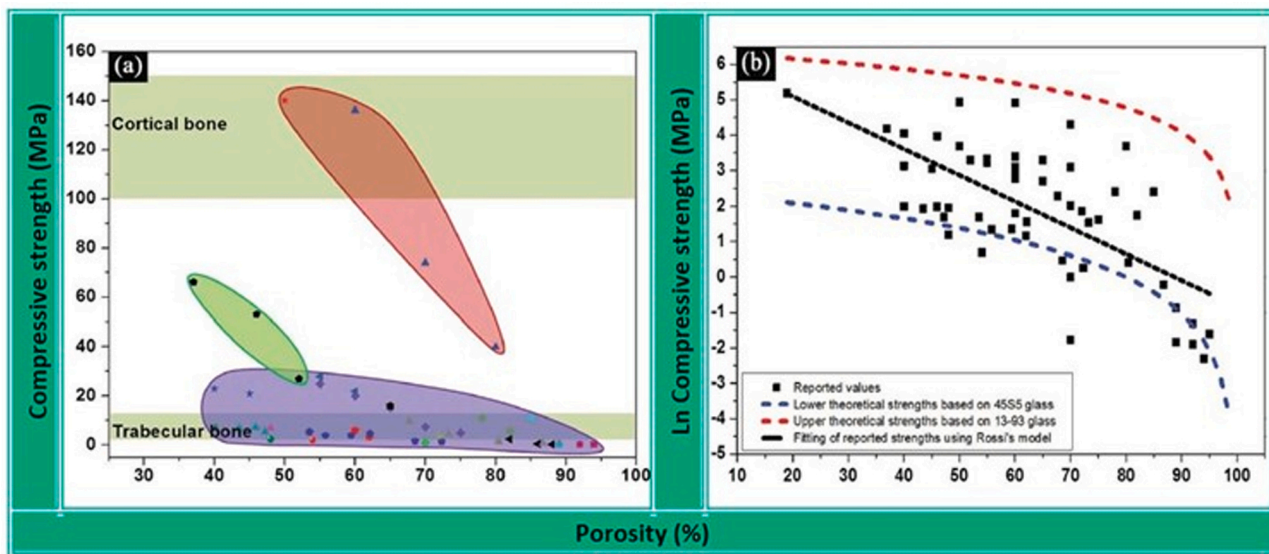 Compressive strength (MPa)
(a)
160
140
120
100
80
60
40
20
0
Cortical bone
Trabecular bone
30 40 50 60 70 80 90 100
Ln Compressive strength (MPa)
(b)
6
5
4
3
2
1
0
-1
-2
-3
-4
-5
Reported values
Lower theoretical strengths based on 45S5 glass
Upper theoretical strengths based on 13-93 glass
Fitting of reported strengths using Rossi's model
10 20 30 40 50 60 70 80 90 100
Porosity (%)